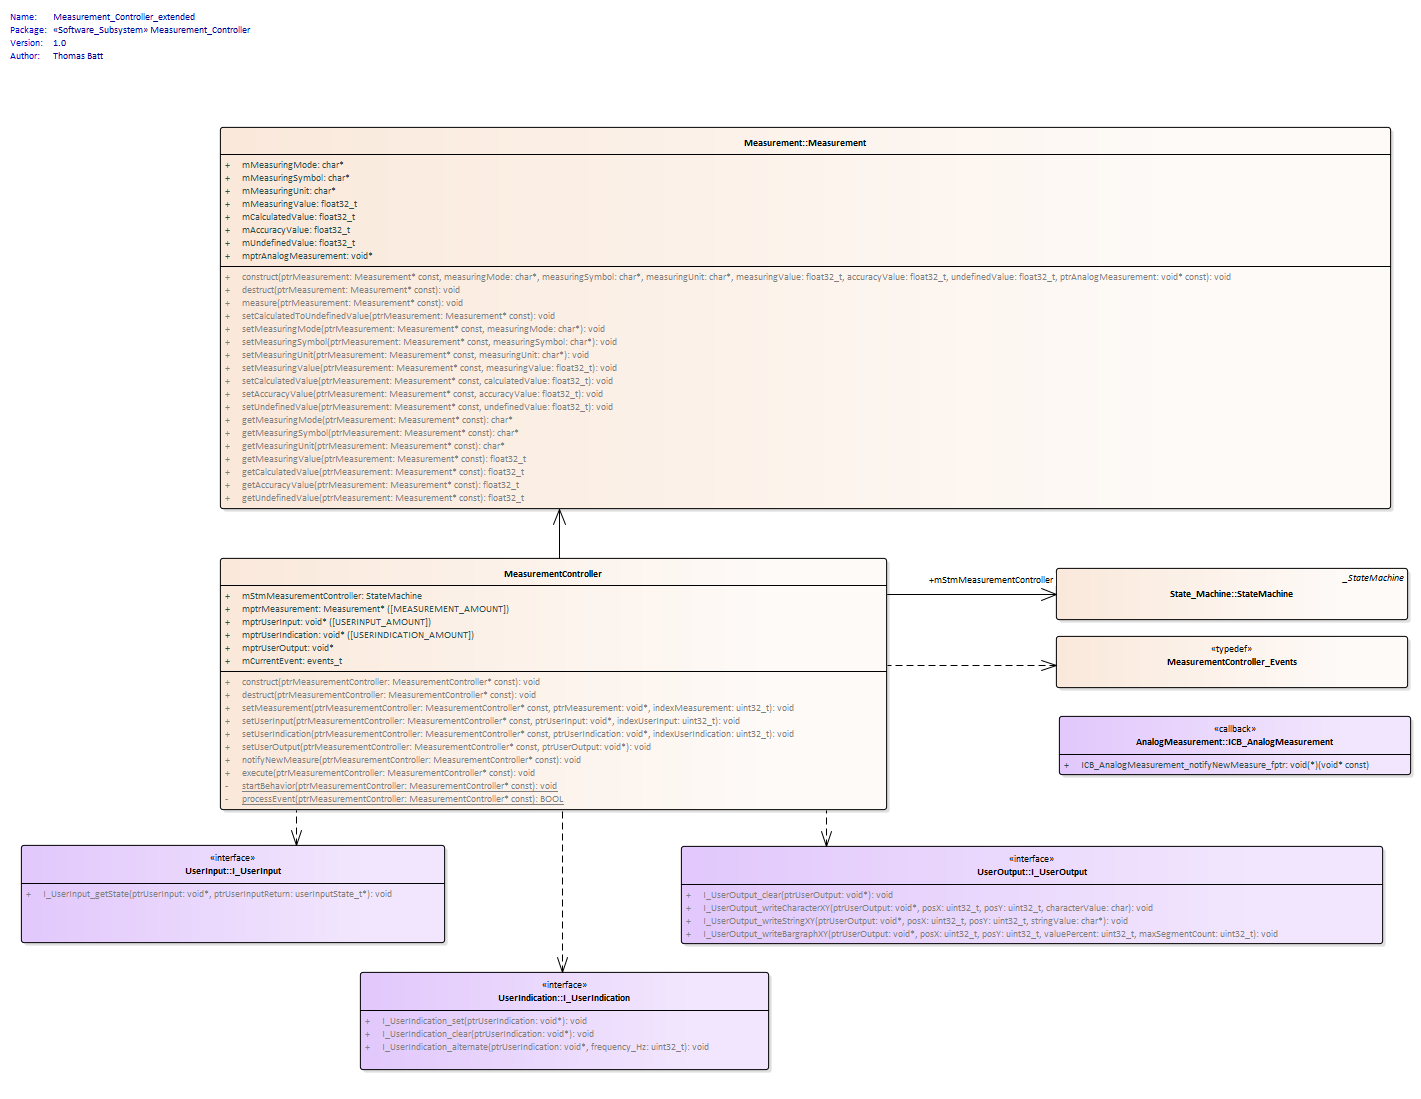 Name: Measurement_Controller_extended
Package: «Software_Subsystem» Measurement_Controller
Version: 1.0
Author: Thomas Batt
Measurement::Measurement
+ mMeasuringMode: char*
+ mMeasuringSymbol: char*
+ mMeasuringUnit: char*
+ mMeasuringValue: float32_t
+ mCalculatedValue: float32_t
+ mAccuracyValue: float32_t
+ mUndefinedValue: float32_t
+ mptrAnalogMeasurement: void*
+ construct(ptrMeasurement: Measurement* const, measuringMode: char*, measuringSymbol: char*, measuringUnit: char*, measuringValue: float32_t, accuracyValue: float32_t, undefinedValue: float32_t, ptrAnalogMeasurement: void* const): void
+ destruct(ptrMeasurement: Measurement* const): void
+ measure(ptrMeasurement: Measurement* const): void
+ setCalculatedToUndefinedValue(ptrMeasurement: Measurement* const): void
+ setMeasuringMode(ptrMeasurement: Measurement* const, measuringMode: char*): void
+ setMeasuringSymbol(ptrMeasurement: Measurement* const, measuringSymbol: char*): void
+ setMeasuringUnit(ptrMeasurement: Measurement* const, measuringUnit: char*): void
+ setMeasuringValue(ptrMeasurement: Measurement* const, measuringValue: float32_t): void
+ setCalculatedValue(ptrMeasurement: Measurement* const, calculatedValue: float32_t): void
+ setAccuracyValue(ptrMeasurement: Measurement* const, accuracyValue: float32_t): void
+ setUndefinedValue(ptrMeasurement: Measurement* const, undefinedValue: float32_t): void
+ getMeasuringMode(ptrMeasurement: Measurement* const): char*
+ getMeasuringSymbol(ptrMeasurement: Measurement* const): char*
+ getMeasuringUnit(ptrMeasurement: Measurement* const): char*
+ getMeasuringValue(ptrMeasurement: Measurement* const): float32_t
+ getCalculatedValue(ptrMeasurement: Measurement* const): float32_t
+ getAccuracyValue(ptrMeasurement: Measurement* const): float32_t
+ getUndefinedValue(ptrMeasurement: Measurement* const): float32_t
MeasurementController
+ mStmMeasurementController: StateMachine
+ mptrMeasurement: Measurement* ([MEASUREMENT_AMOUNT])
+ mptrUserInput: void* ([USERINPUT_AMOUNT])
+ mptrUserIndication: void* ([USERINDICATION_AMOUNT])
+ mptrUserOutput: void*
+ mCurrentEvent: events_t
+ construct(ptrMeasurementController: MeasurementController* const): void
+ destruct(ptrMeasurementController: MeasurementController* const): void
+ setMeasurement(ptrMeasurementController: MeasurementController* const, ptrMeasurement: void*, indexMeasurement: uint32_t): void
+ setUserInput(ptrMeasurementController: MeasurementController* const, ptrUserInput: void*, indexUserInput: uint32_t): void
+ setUserIndication(ptrMeasurementController: MeasurementController* const, ptrUserIndication: void*, indexUserIndication: uint32_t): void
+ setUserOutput(ptrMeasurementController: MeasurementController* const, ptrUserOutput: void*): void
+ notifyNewMeasure(ptrMeasurementController: MeasurementController* const): void
+ execute(ptrMeasurementController: MeasurementController* const): void
- startBehavior(ptrMeasurementController: MeasurementController* const): void
- processEvent(ptrMeasurementController: MeasurementController* const): BOOL
+mStmMeasurementController
_StateMachine
State_Machine::StateMachine
«typedef»
MeasurementController_Events
«callback»
AnalogMeasurement::ICB_AnalogMeasurement
+ ICB_AnalogMeasurement_notifyNewMeasure_fptr: void(*)(void* const)
«interface»
UserInput::I_UserInput
+ I_UserInput_getState(ptrUserInput: void*, ptrUserInputReturn: userInputState_t*): void
«interface»
UserOutput::I_UserOutput
+ I_UserOutput_clear(ptrUserOutput: void*): void
+ I_UserOutput_writeCharacterXY(ptrUserOutput: void*, posX: uint32_t, posY: uint32_t, characterValue: char): void
+ I_UserOutput_writeStringXY(ptrUserOutput: void*, posX: uint32_t, posY: uint32_t, stringValue: char*): void
+ I_UserOutput_writeBargraphXY(ptrUserOutput: void*, posX: uint32_t, posY: uint32_t, valuePercent: uint32_t, maxSegmentCount: uint32_t): void
«interface»
UserIndication::I_UserIndication
+ I_UserIndication_set(ptrUserIndication: void*): void
+ I_UserIndication_clear(ptrUserIndication: void*): void
+ I_UserIndication_alternate(ptrUserIndication: void*, frequency_Hz: uint32_t): void